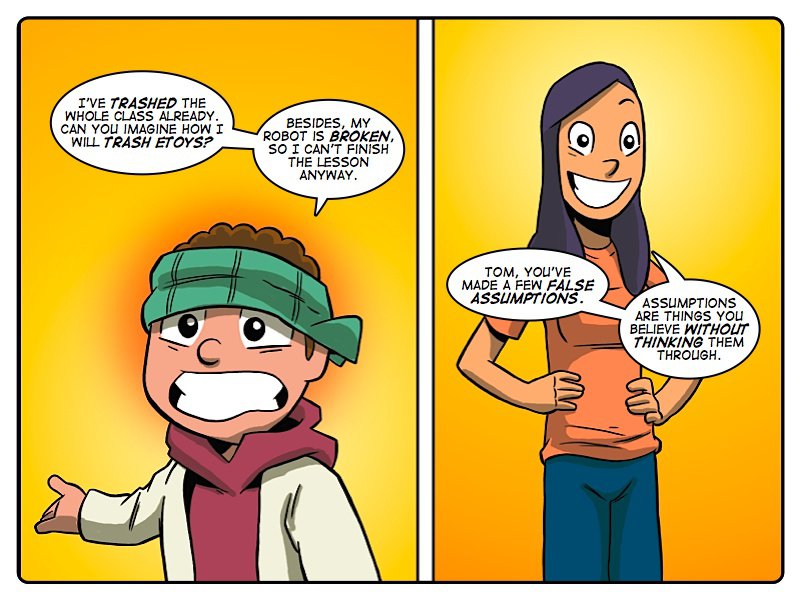 I'VE TRASHED THE
WHOLE CLASS ALREADY.
CAN YOU IMAGINE HOW I
WILL TRASH ETOYS?
BESIDES, MY
ROBOT IS BROKEN,
SO I CAN'T FINISH
THE LESSON
ANYWAY.
TOM, YOU'VE
MADE A FEW FALSE
ASSUMPTIONS.
ASSUMPTIONS
ARE THINGS YOU
BELIEVE WITHOUT
THINKING THEM
THROUGH.